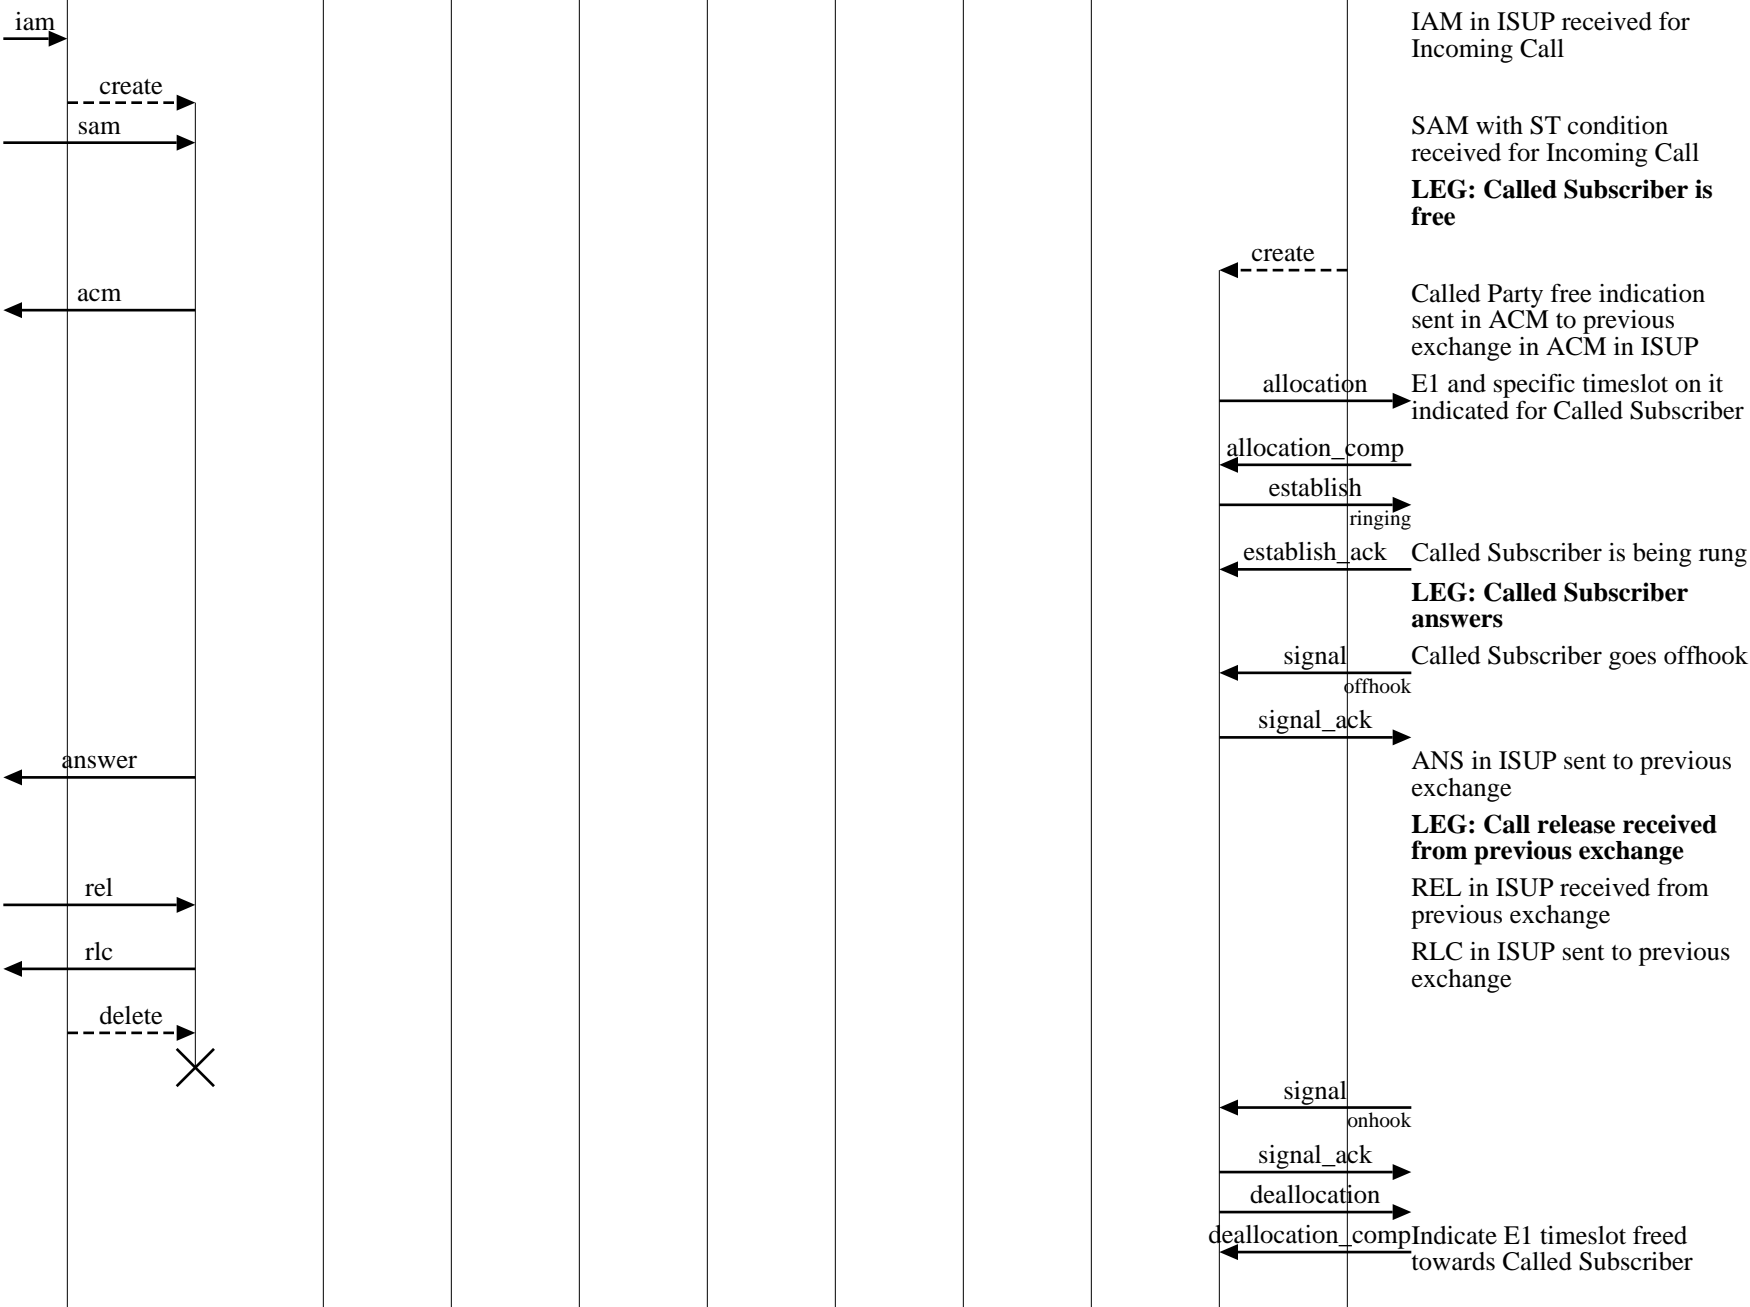 iam
IAM in ISUP received for
Incoming Call
create
sam
SAM with ST condition
received for Incoming Call
LEG: Called Subscriber is
free
create
acm
Called Party free indication
sent in ACM to previous
exchange in ACM in ISUP
allocation
E1 and specific timeslot on it
indicated for Called Subscriber
allocation_comp
establish
ringing
establish_ack
Called Subscriber is being rung
LEG: Called Subscriber
answers
signal
Called Subscriber goes offhook
offhook
signal_ack
answer
ANS in ISUP sent to previous
exchange
LEG: Call release received
from previous exchange
rel
REL in ISUP received from
previous exchange
rlc
RLC in ISUP sent to previous
exchange
delete
signal
onhook
signal_ack
deallocation
deallocation_comp
Indicate E1 timeslot freed
towards Called Subscriber